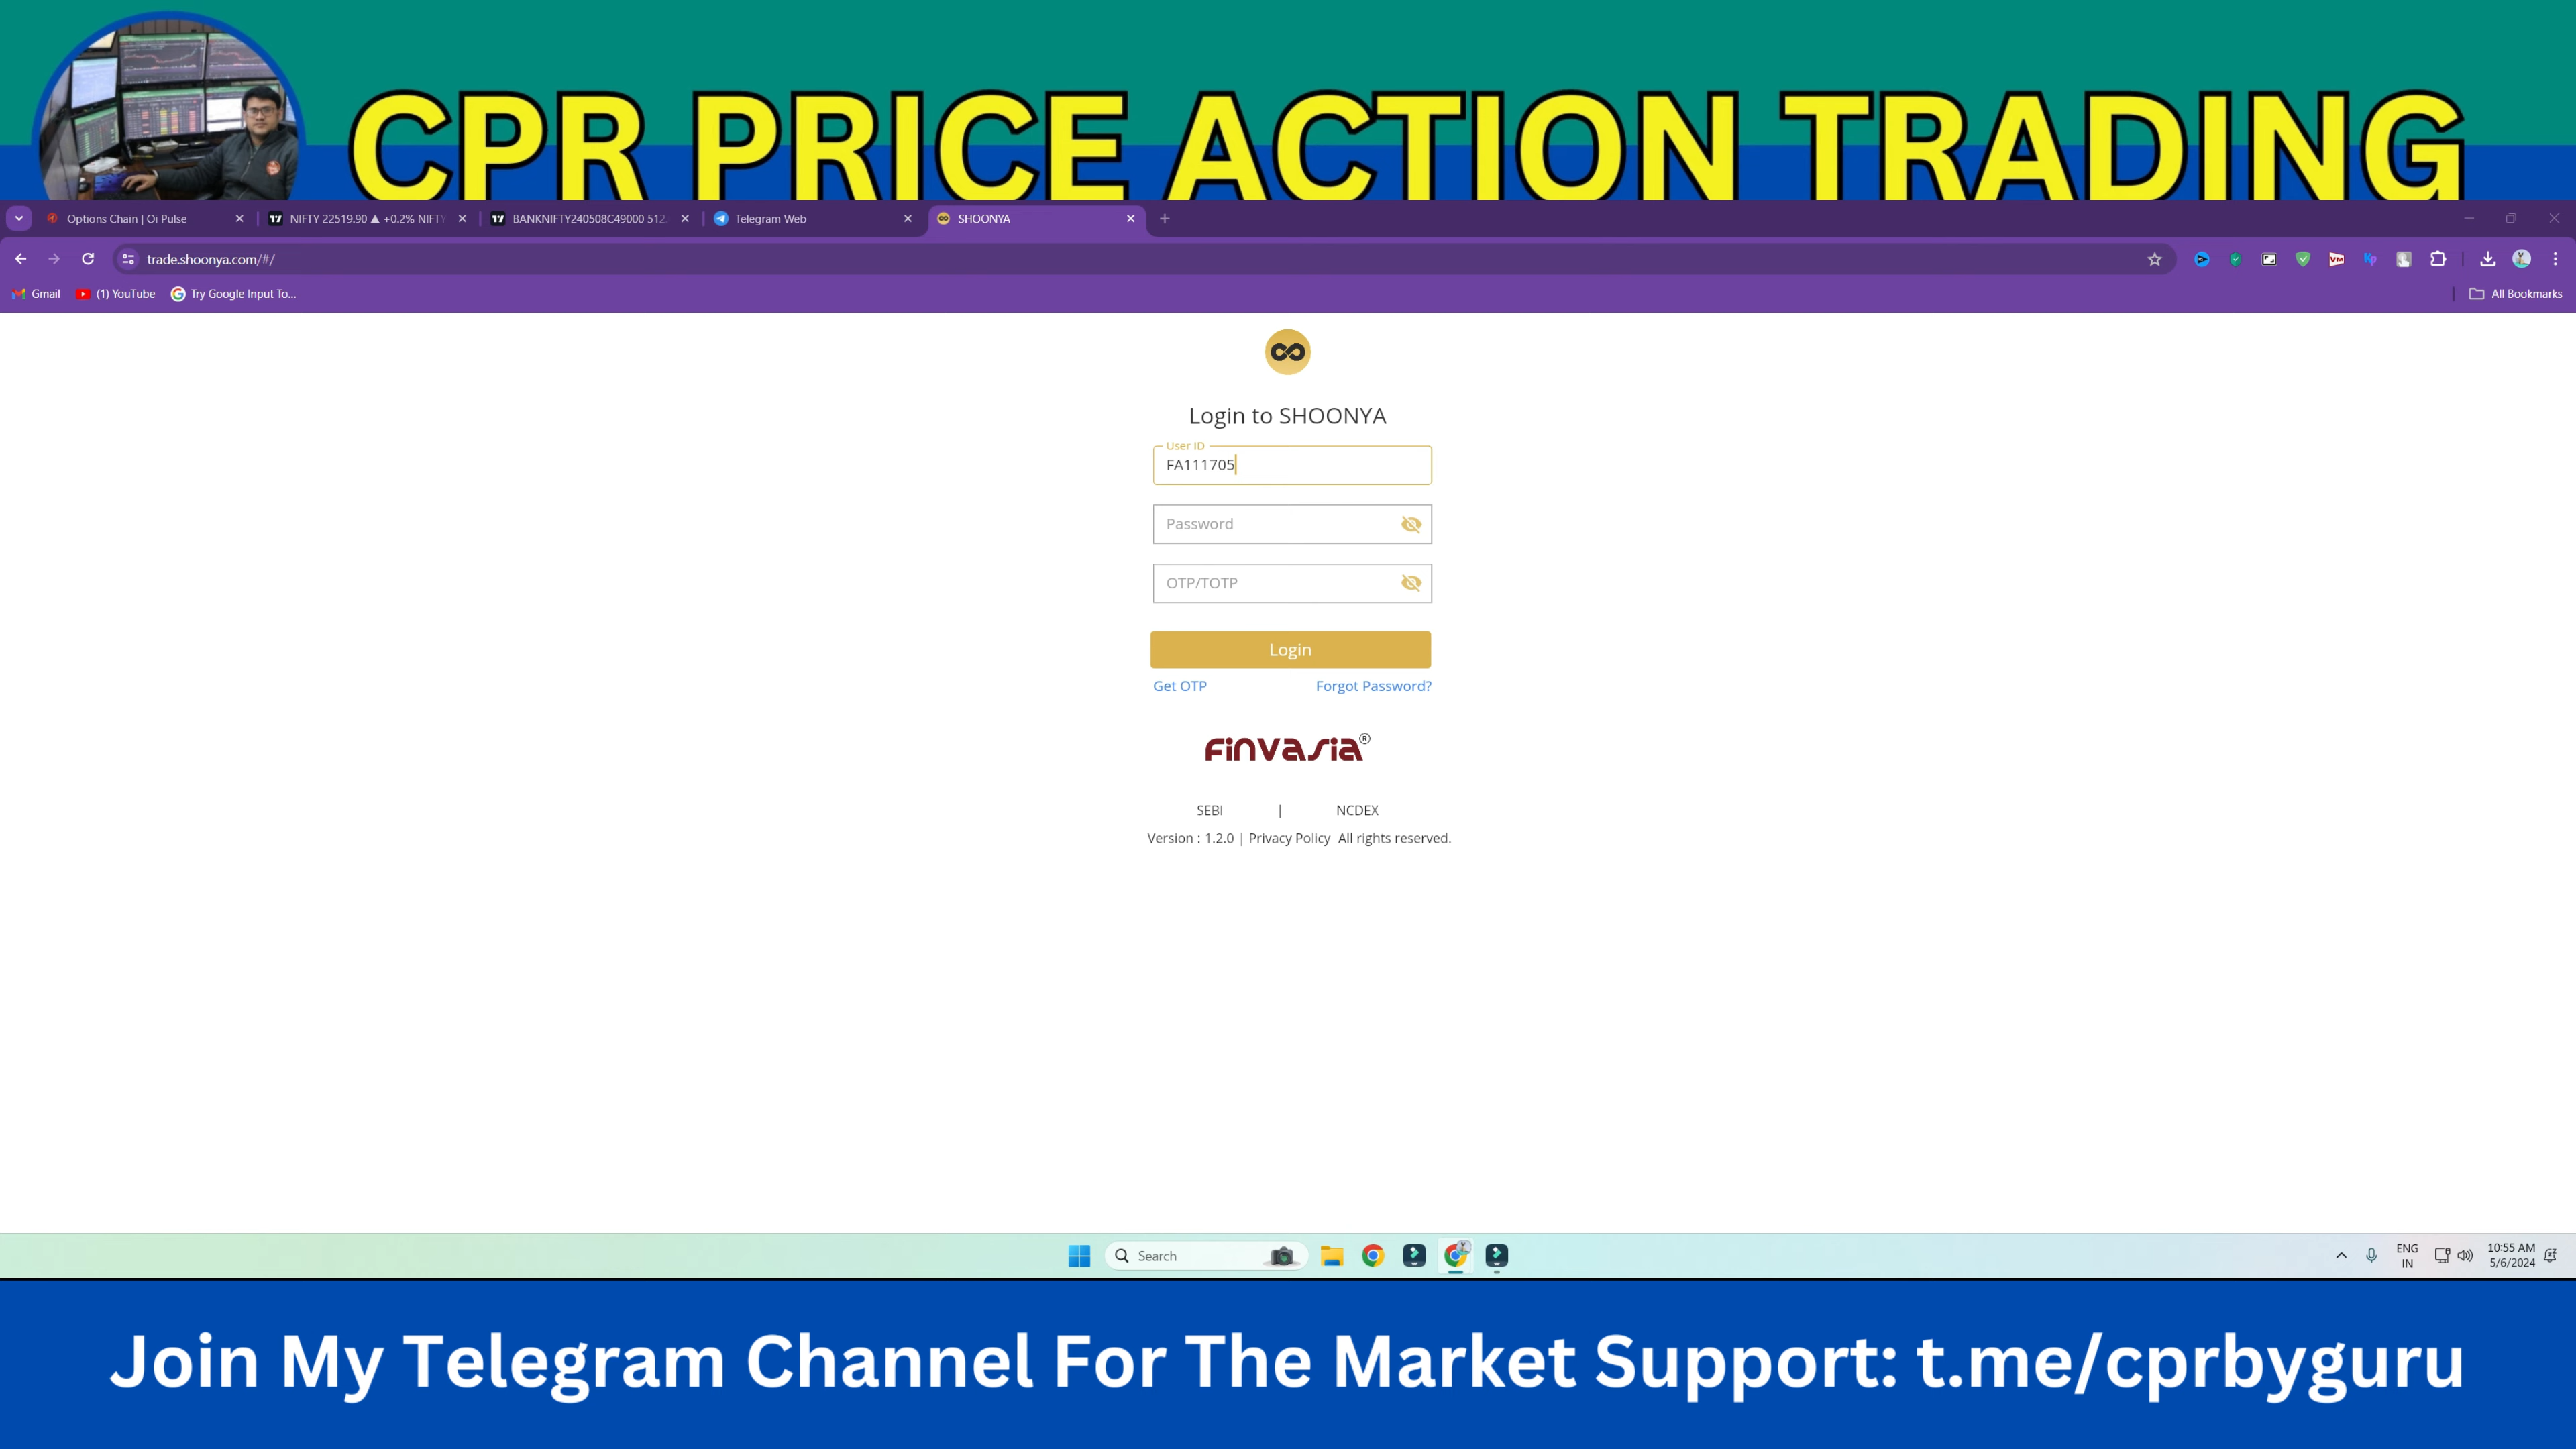 CPR PRICE ACTION TRADING
Options Chain | Oi Pulse
NIFTY 22519.90 ▲ +0.2% NIFTY
BANKNIFTY240508C49000 512.
Telegram Web
SHOONYA
trade.shoonya.com/#/
Gmail
(1) YouTube
Try Google Input To...
All Bookmarks
Login to SHOONYA
User ID
FA111705
Password
OTP/TOTP
Login
Get OTP
Forgot Password?
Finvasia®
SEBI | NCDEX
Version : 1.2.0 | Privacy Policy All rights reserved.
Search
ENG
IN
10:55 AM
5/6/2024
Join My Telegram Channel For The Market Support: t.me/cprbyguru